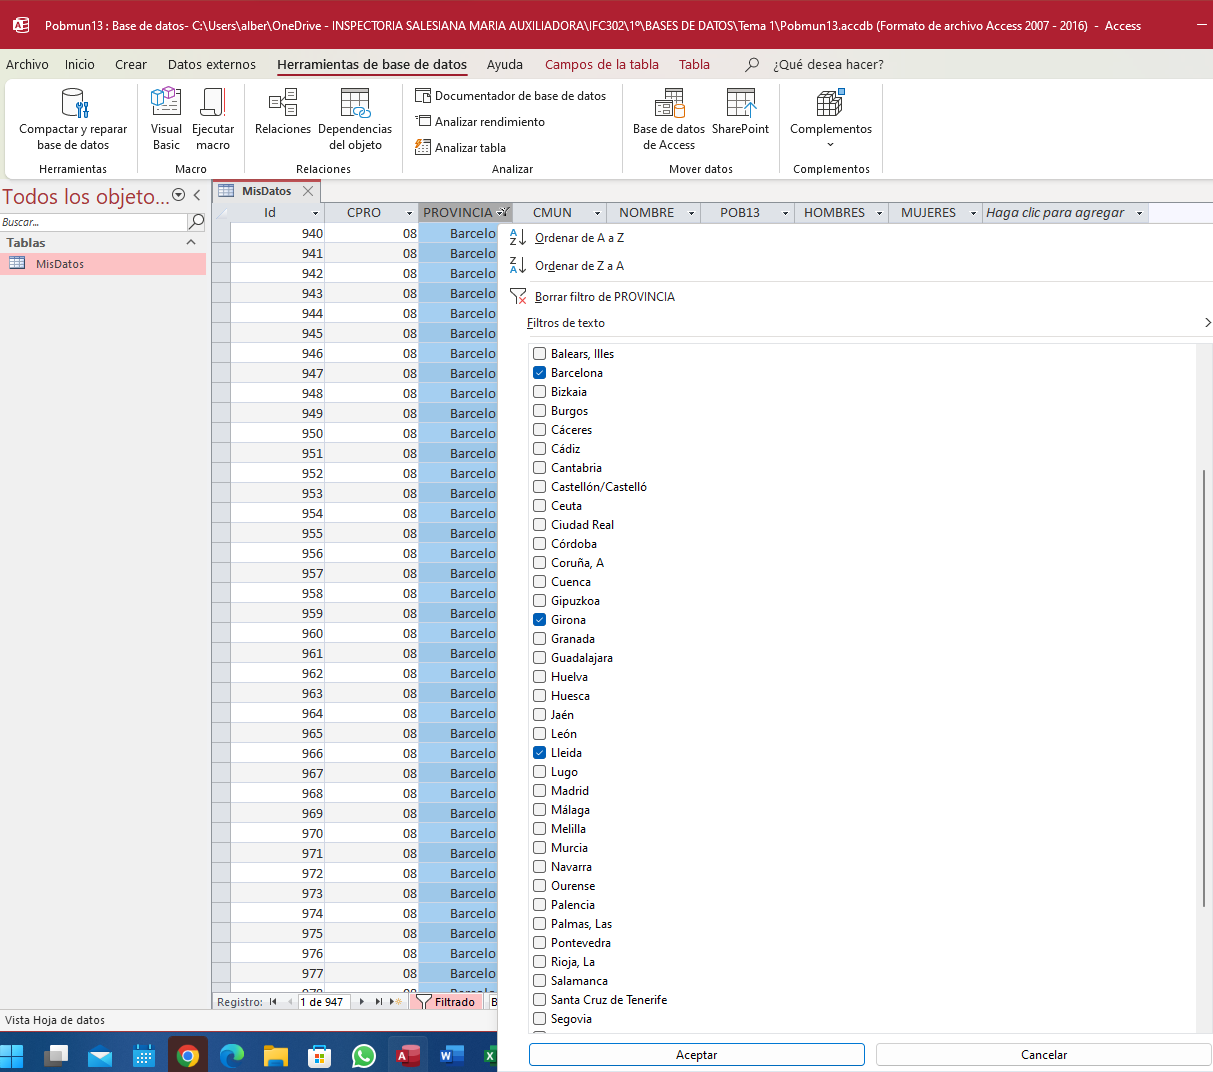 Pobmun13 : Base de datos- C:\Users\alber\OneDrive - INSPECTORIA SALESIANA MARIA AUXILIADORA\IFC302\1º\BASES DE DATOS\Tema 1\Pobmun13.accdb (Formato de archivo Access 2007 - 2016) - Access
Archivo Inicio Crear Datos externos Herramientas de base de datos Ayuda Campos de la tabla Tabla ¿Qué desea hacer?
Compactar y reparar base de datos
Visual Basic
Ejecutar macro
Relaciones
Dependencias del objeto
Documentador de base de datos
Analizar rendimiento
Analizar tabla
Base de datos de Access
SharePoint
Complementos
Herramientas Macro Relaciones Analizar Mover datos Complementos
Todos los objeto...
Buscar...
Tablas
MisDatos
MisDatos
Id CPRO PROVINCIA CMUN NOMBRE POB13 HOMBRES MUJERES Haga clic para agregar
940 08 Barcelo
941 08 Barcelo
942 08 Barcelo
943 08 Barcelo
944 08 Barcelo
945 08 Barcelo
946 08 Barcelo
947 08 Barcelo
948 08 Barcelo
949 08 Barcelo
950 08 Barcelo
951 08 Barcelo
952 08 Barcelo
953 08 Barcelo
954 08 Barcelo
955 08 Barcelo
956 08 Barcelo
957 08 Barcelo
958 08 Barcelo
959 08 Barcelo
960 08 Barcelo
961 08 Barcelo
962 08 Barcelo
963 08 Barcelo
964 08 Barcelo
965 08 Barcelo
966 08 Barcelo
967 08 Barcelo
968 08 Barcelo
969 08 Barcelo
970 08 Barcelo
971 08 Barcelo
972 08 Barcelo
973 08 Barcelo
974 08 Barcelo
975 08 Barcelo
976 08 Barcelo
977 08 Barcelo
Ordenar de A a Z
Ordenar de Z a A
Borrar filtro de PROVINCIA
Filtros de texto
Balears, Illes
Barcelona
Bizkaia
Burgos
Cáceres
Cádiz
Cantabria
Castellón/Castelló
Ceuta
Ciudad Real
Córdoba
Coruña, A
Cuenca
Gipuzkoa
Girona
Granada
Guadalajara
Huelva
Huesca
Jaén
León
Lleida
Lugo
Madrid
Málaga
Melilla
Murcia
Navarra
Ourense
Palencia
Palmas, Las
Pontevedra
Rioja, La
Salamanca
Santa Cruz de Tenerife
Segovia
Aceptar Cancelar
Registro: 1 de 947 Filtrado B
Vista Hoja de datos